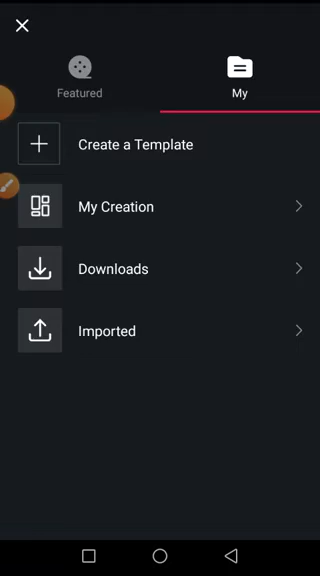 Featured
My
Create a Template
My Creation
Downloads
Imported